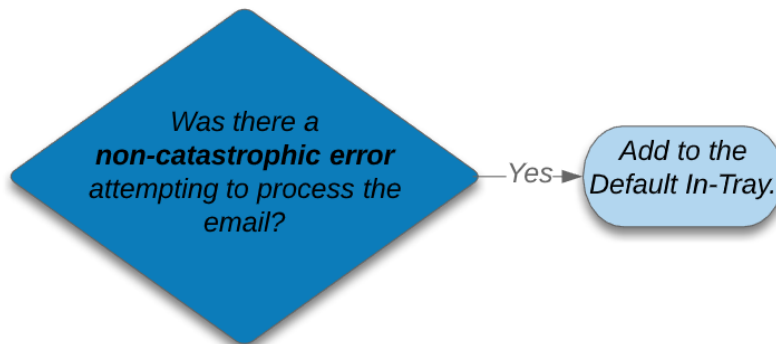 Was there a
non-catastrophic error
attempting to process the
email?
Yes
Add to the
Default In-Tray.